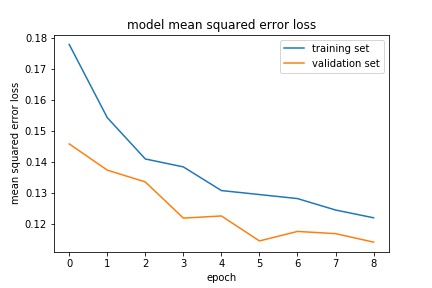 model mean squared error loss
training set
validation set
mean squared error loss
0.18
0.17
0.16
0.15
0.14
0.13
0.12
0 1 2 3 4 5 6 7 8
epoch